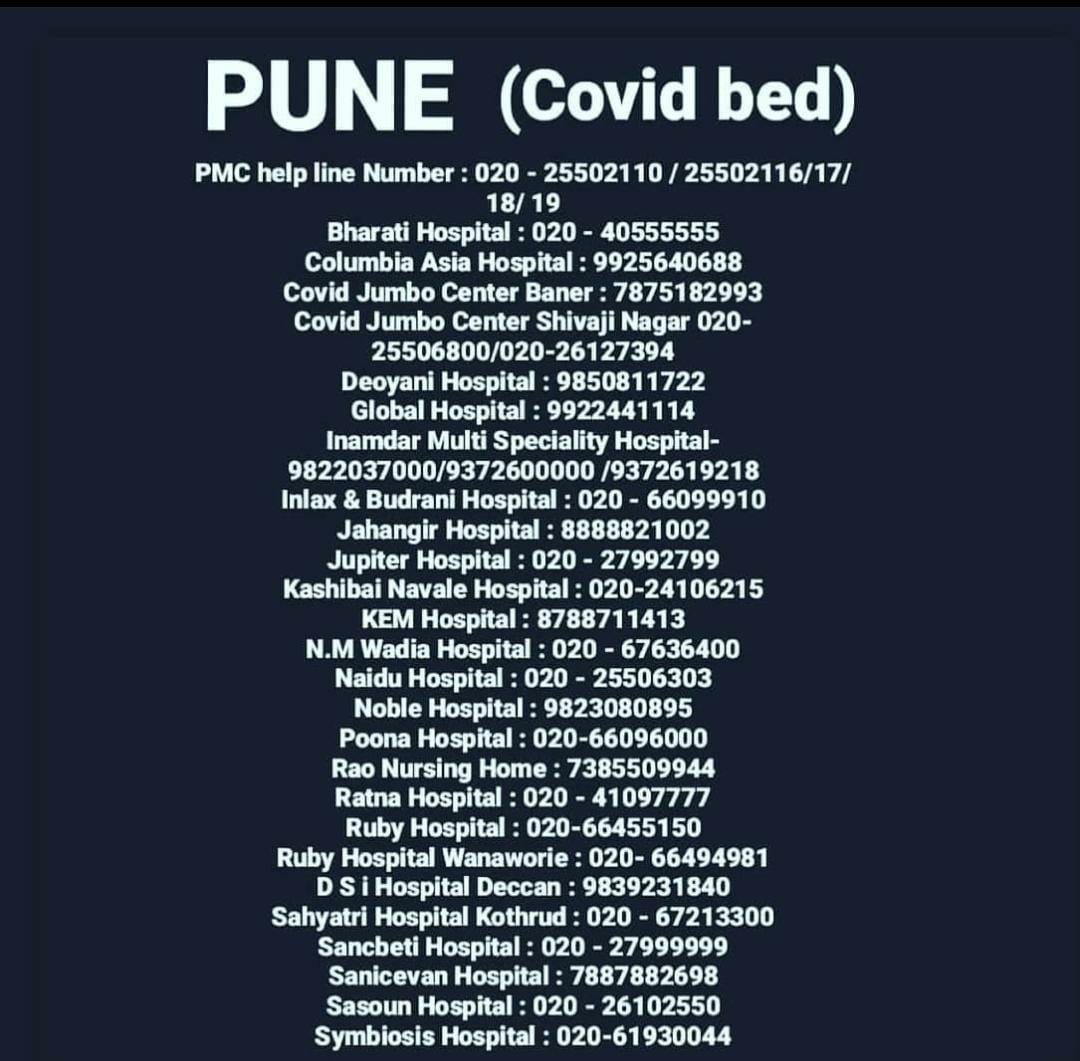 PUNE (Covid bed)
PMC help line Number : 020 - 25502110 / 25502116/17/
18/ 19
Bharati Hospital : 020 - 40555555
Columbia Asia Hospital : 9925640688
Covid Jumbo Center Baner : 7875182993
Covid Jumbo Center Shivaji Nagar 020-
25506800/020-26127394
Deoyani Hospital : 9850811722
Global Hospital : 9922441114
Inamdar Multi Speciality Hospital-
9822037000/9372600000 /9372619218
Inlax & Budrani Hospital : 020 - 66099910
Jahangir Hospital : 8888821002
Jupiter Hospital : 020 - 27992799
Kashibai Navale Hospital : 020-24106215
KEM Hospital : 8788711413
N.M Wadia Hospital : 020 - 67636400
Naidu Hospital : 020 - 25506303
Noble Hospital : 9823080895
Poona Hospital : 020-66096000
Rao Nursing Home : 7385509944
Ratna Hospital : 020 - 41097777
Ruby Hospital : 020-66455150
Ruby Hospital Wanaworie : 020- 66494981
D S i Hospital Deccan : 9839231840
Sahyatri Hospital Kothrud : 020 - 67213300
Sancbeti Hospital : 020 - 27999999
Sanicevan Hospital : 7887882698
Sasoun Hospital : 020 - 26102550
Symbiosis Hospital : 020-61930044